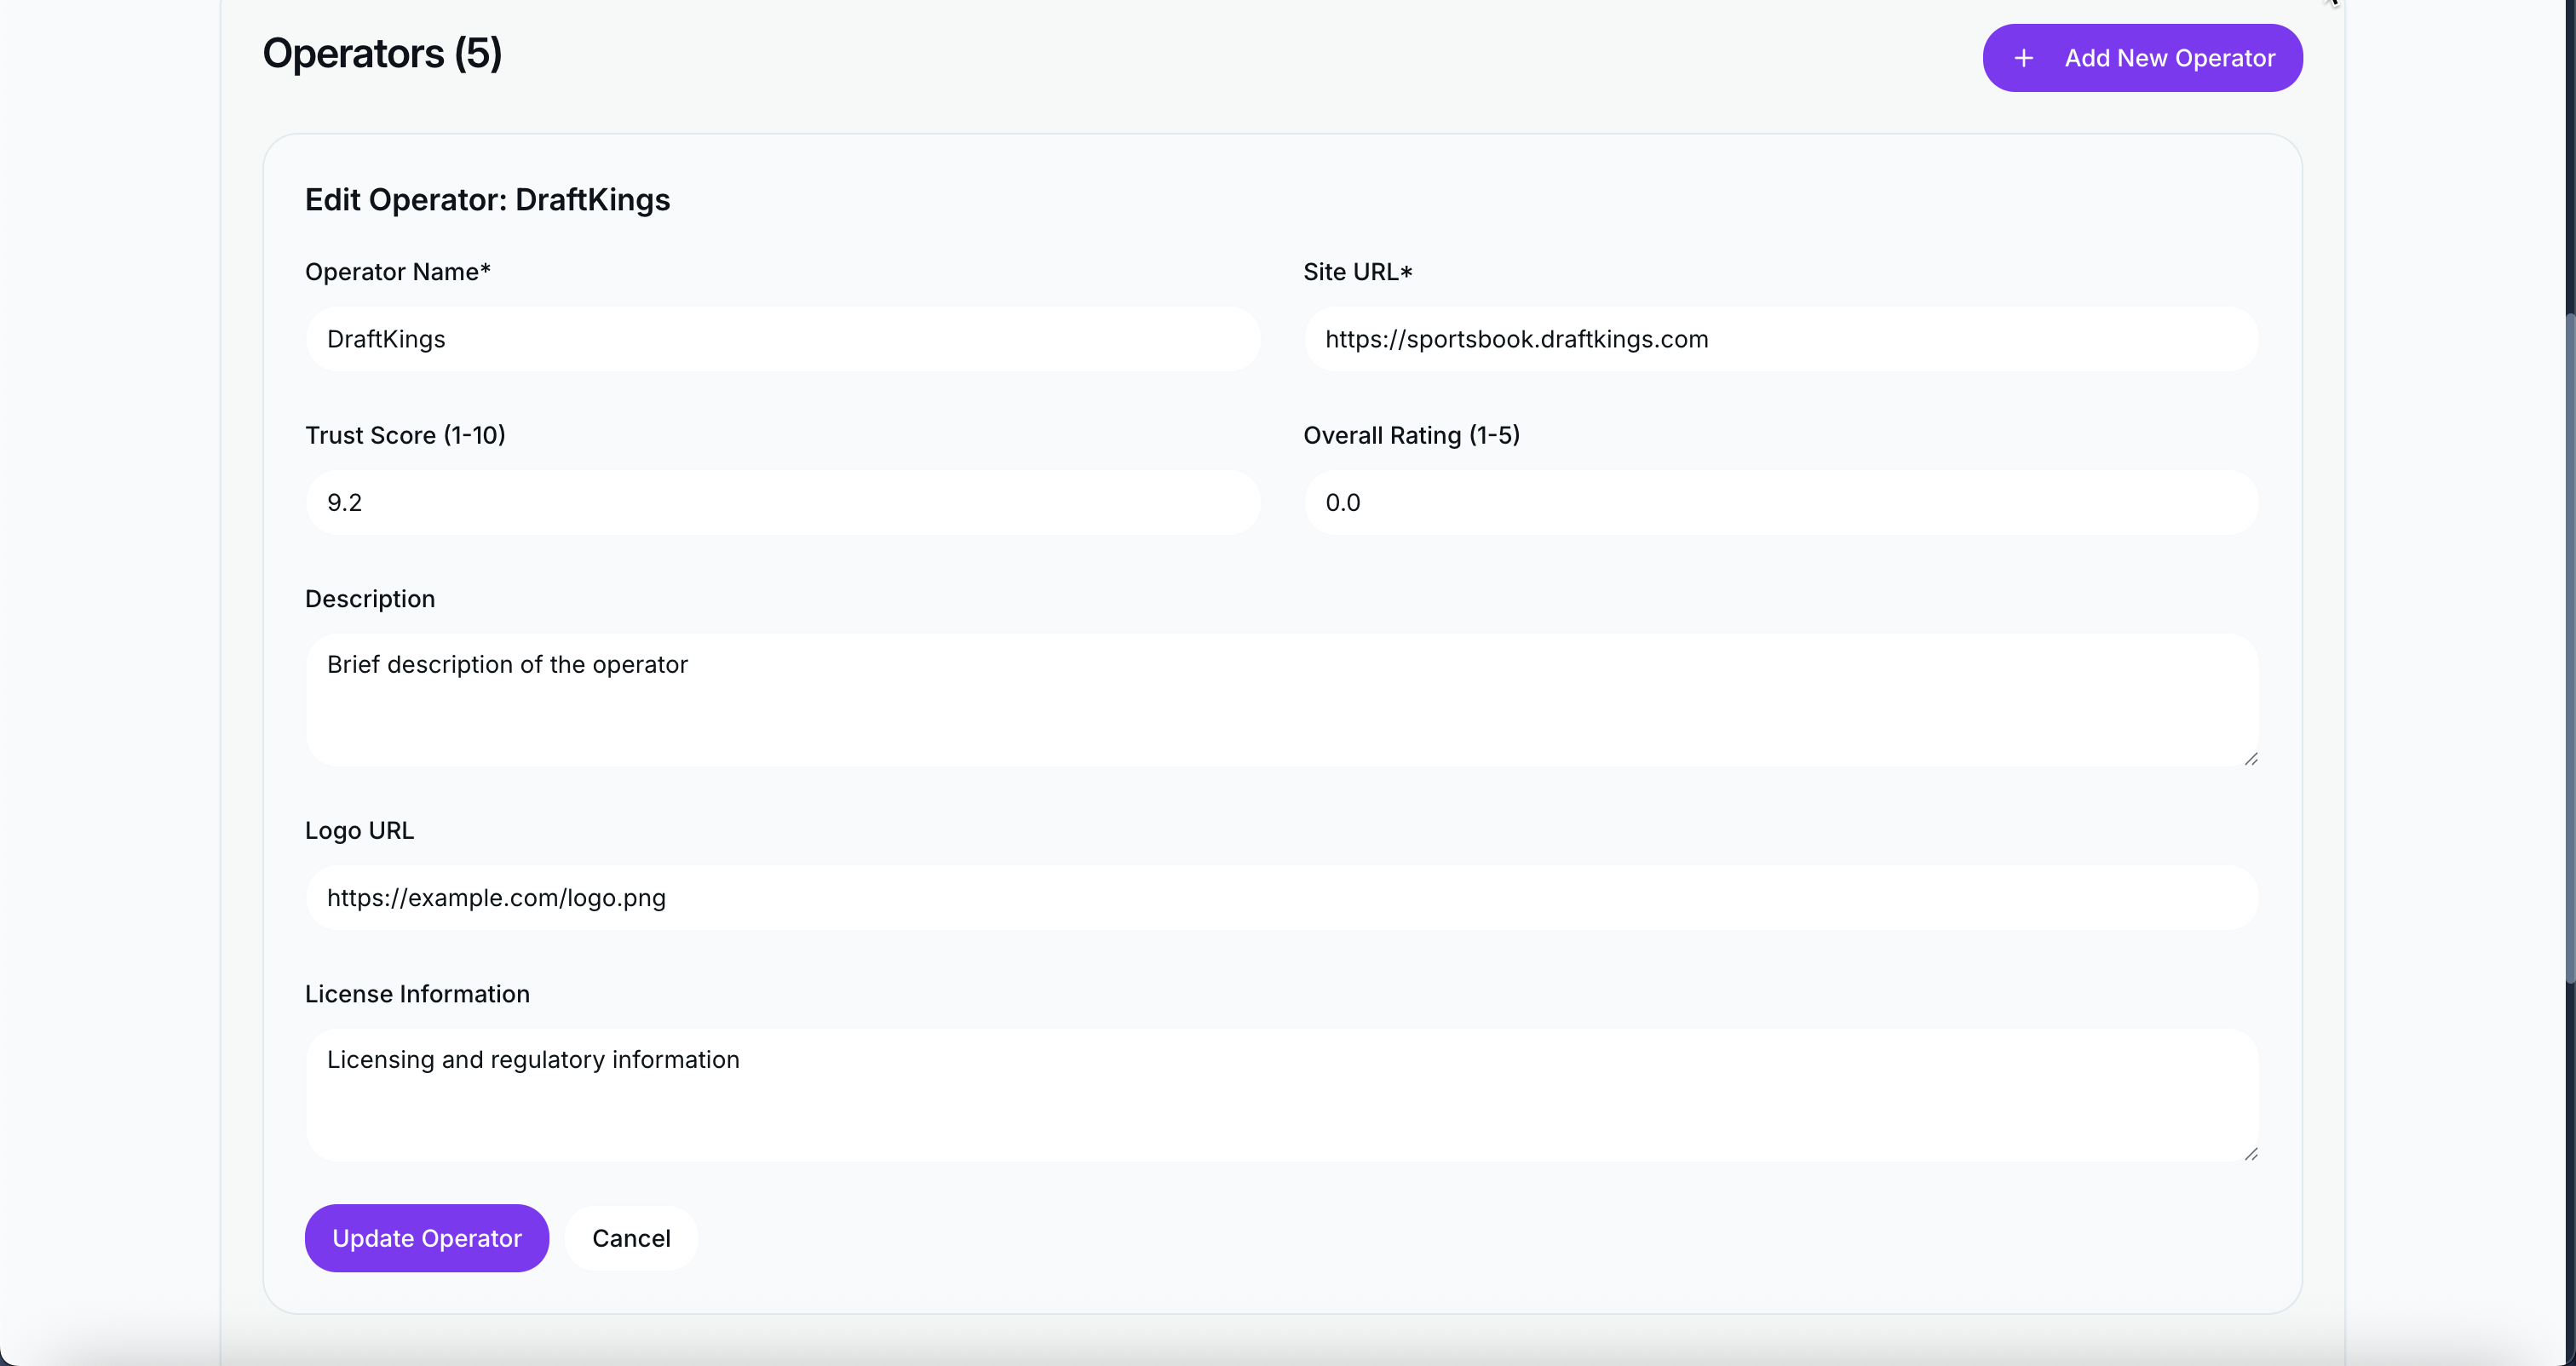 Operators (5)
+ Add New Operator
Edit Operator: DraftKings
Operator Name*
Site URL*
DraftKings
https://sportsbook.draftkings.com
Trust Score (1-10)
Overall Rating (1-5)
9.2
0.0
Description
Brief description of the operator
Logo URL
https://example.com/logo.png
License Information
Licensing and regulatory information
Update Operator
Cancel